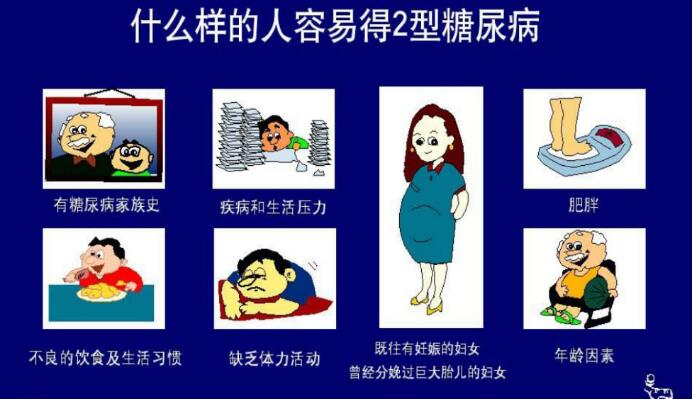 什么样的人容易得2型糖尿病
有糖尿病家族史
疾病和生活压力
肥胖
不良的饮食及生活习惯
缺乏体力活动
既往有妊娠的妇女
曾经分娩过巨大胎儿的妇女
年龄因素